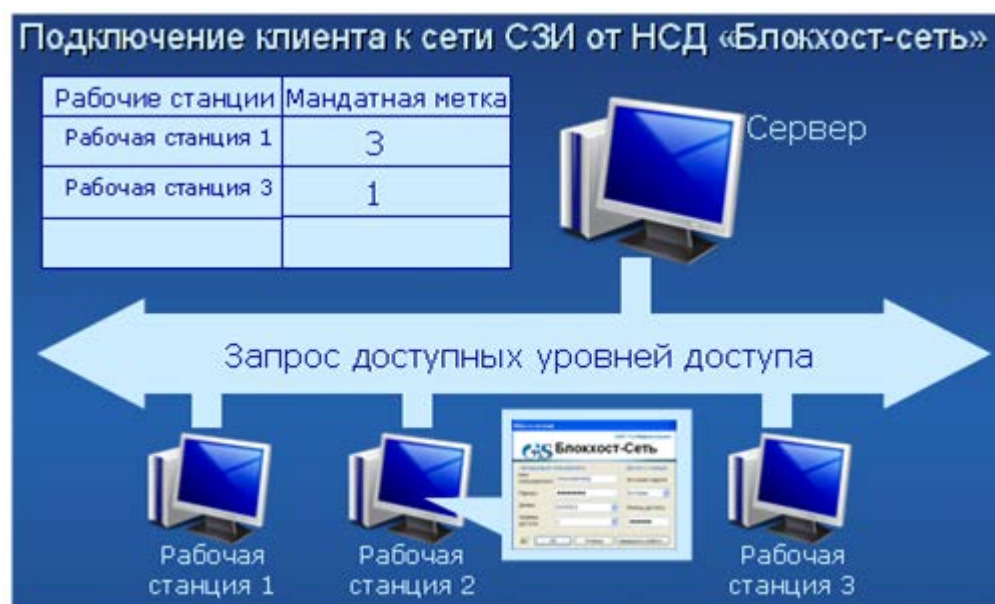 Подключение клиента к сети СЗИ от НСД «Блокхост-сеть»
Рабочие станции Мандатная метка
Рабочая станция 1 3
Рабочая станция 3 1
Сервер
Запрос доступных уровней доступа
Блокхост-Сеть
Рабочая
станция 1
Рабочая
станция 2
Рабочая
станция 3